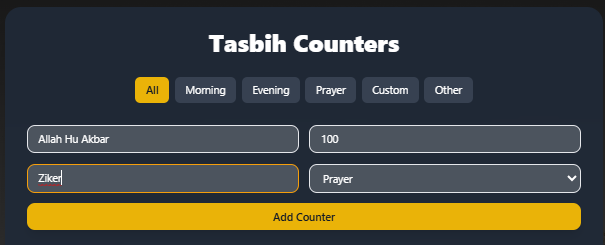 Tasbih Counters
All Morning Evening Prayer Custom Other
Allah Hu Akbar 100
Ziker Prayer
Add Counter